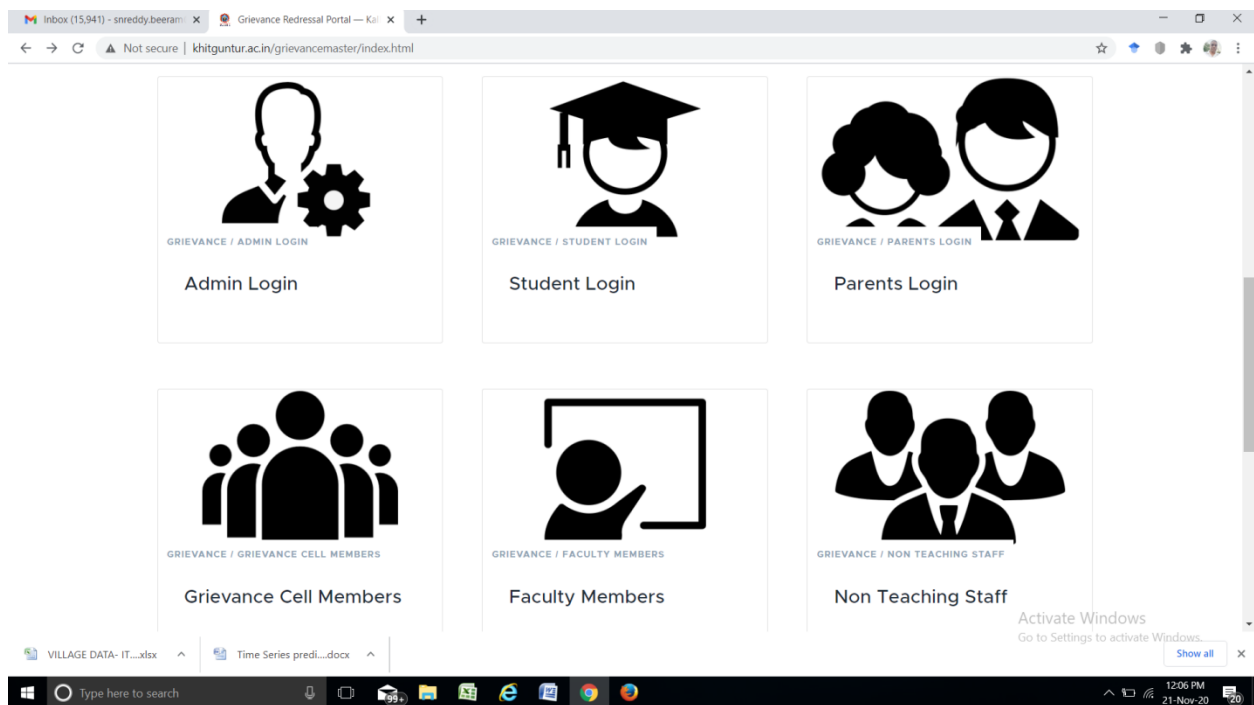 Inbox (15,941) - snreddy.beeram
Grievance Redressal Portal — Kal
Not secure | khitguntur.ac.in/grievancemaster/index.html
GRIEVANCE / ADMIN LOGIN
Admin Login
GRIEVANCE / STUDENT LOGIN
Student Login
GRIEVANCE / PARENTS LOGIN
Parents Login
GRIEVANCE / GRIEVANCE CELL MEMBERS
Grievance Cell Members
GRIEVANCE / FACULTY MEMBERS
Faculty Members
GRIEVANCE / NON TEACHING STAFF
Non Teaching Staff
Activate Windows
Go to Settings to activate Windows.
VILLAGE DATA- IT....xlsx
Time Series predi....docx
Show all
Type here to search
99+
12:06 PM
21-Nov-20
20